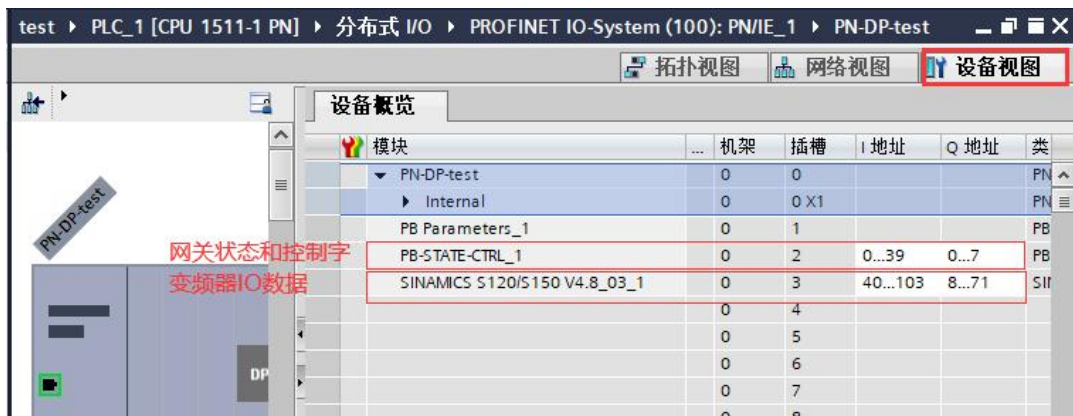 test ▸ PLC_1 [CPU 1511-1 PN] ▸ 分布式 I/O ▸ PROFINET IO-System (100): PN/IE_1 ▸ PN-DP-test
拓扑视图 网络视图 设备视图
设备概览
模块 ... 机架 插槽 I 地址 Q 地址 类
PN-DP-test 0 0 PN
Internal 0 0 X1 PN
PB Parameters_1 0 1 PB
网关状态和控制字 PB-STATE-CTRL_1 0 2 0...39 0...7 PB
变频器IO数据 SINAMICS S120/S150 V4.8_03_1 0 3 40...103 8...71 SIN
0 4
0 5
0 6
0 7
PN-DP-test
DP